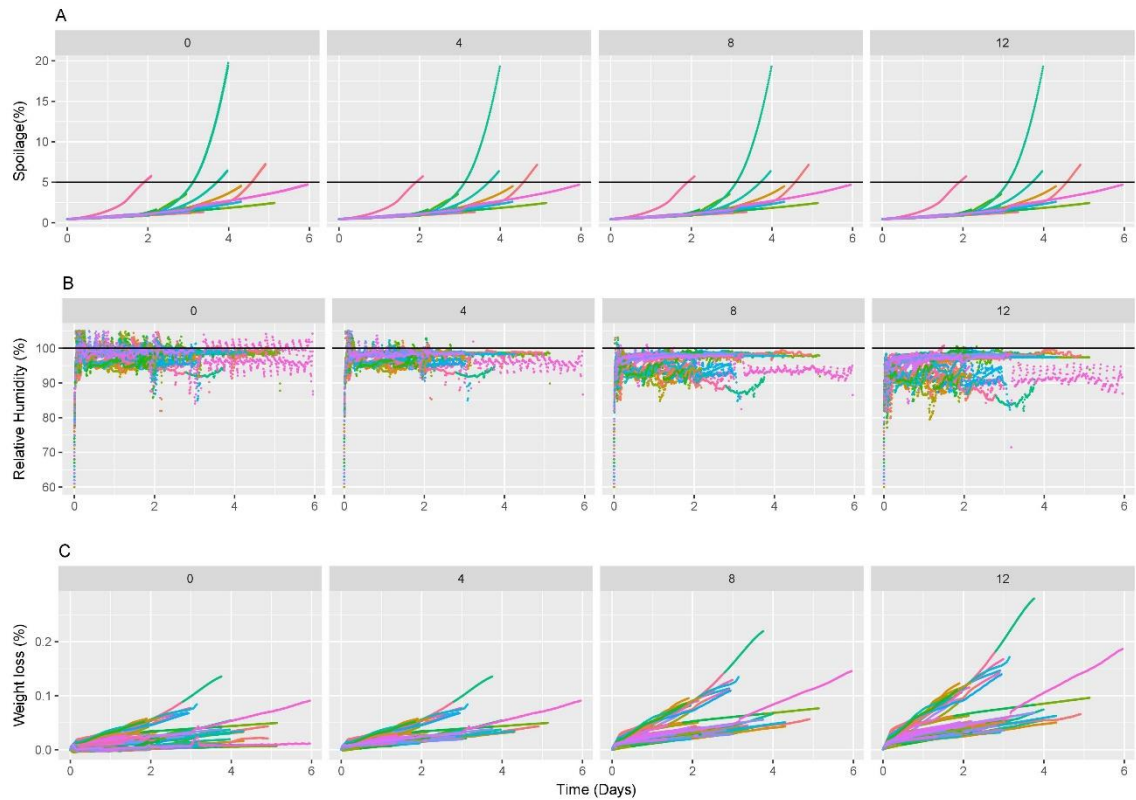 A
0 4 8 12
20
15
10
5
0
Spoilage(%)
0 2 4 6 0 2 4 6 0 2 4 6 0 2 4 6
B
0 4 8 12
100
90
80
70
60
Relative Humidity (%)
0 2 4 6 0 2 4 6 0 2 4 6 0 2 4 6
C
0 4 8 12
0.2
0.1
0.0
Weight loss (%)
0 2 4 6 0 2 4 6 0 2 4 6 0 2 4 6
Time (Days)